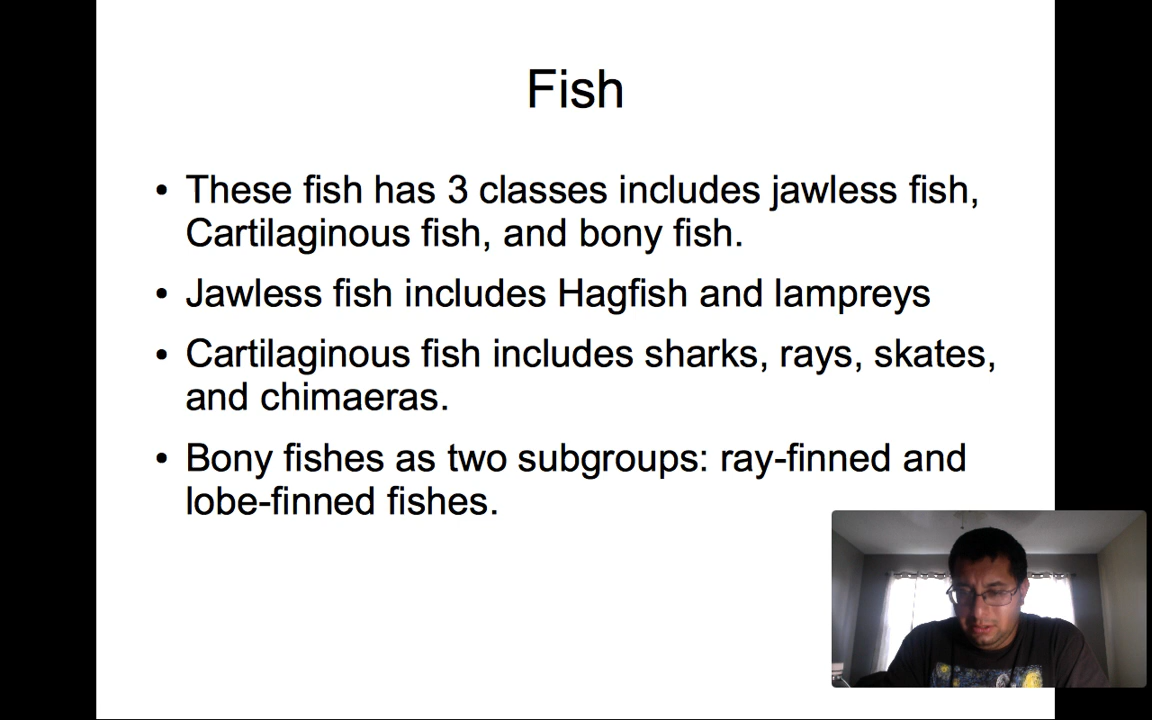 Fish
• These fish has 3 classes includes jawless fish,
Cartilaginous fish, and bony fish.
• Jawless fish includes Hagfish and lampreys
• Cartilaginous fish includes sharks, rays, skates,
and chimaeras.
• Bony fishes as two subgroups: ray-finned and
lobe-finned fishes.